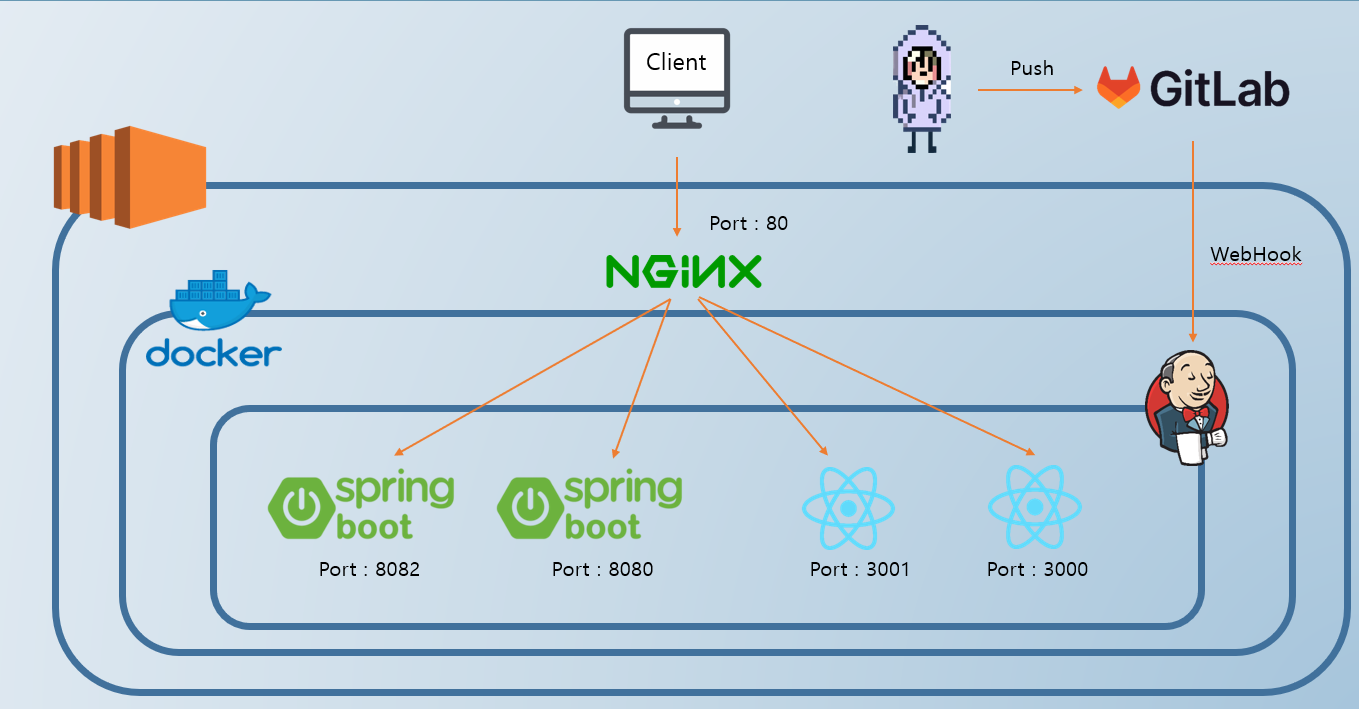 Client
Push
GitLab
Port : 80
WebHook
NGiNX
docker
spring
boot
spring
boot
Port : 8082
Port : 8080
Port : 3001
Port : 3000